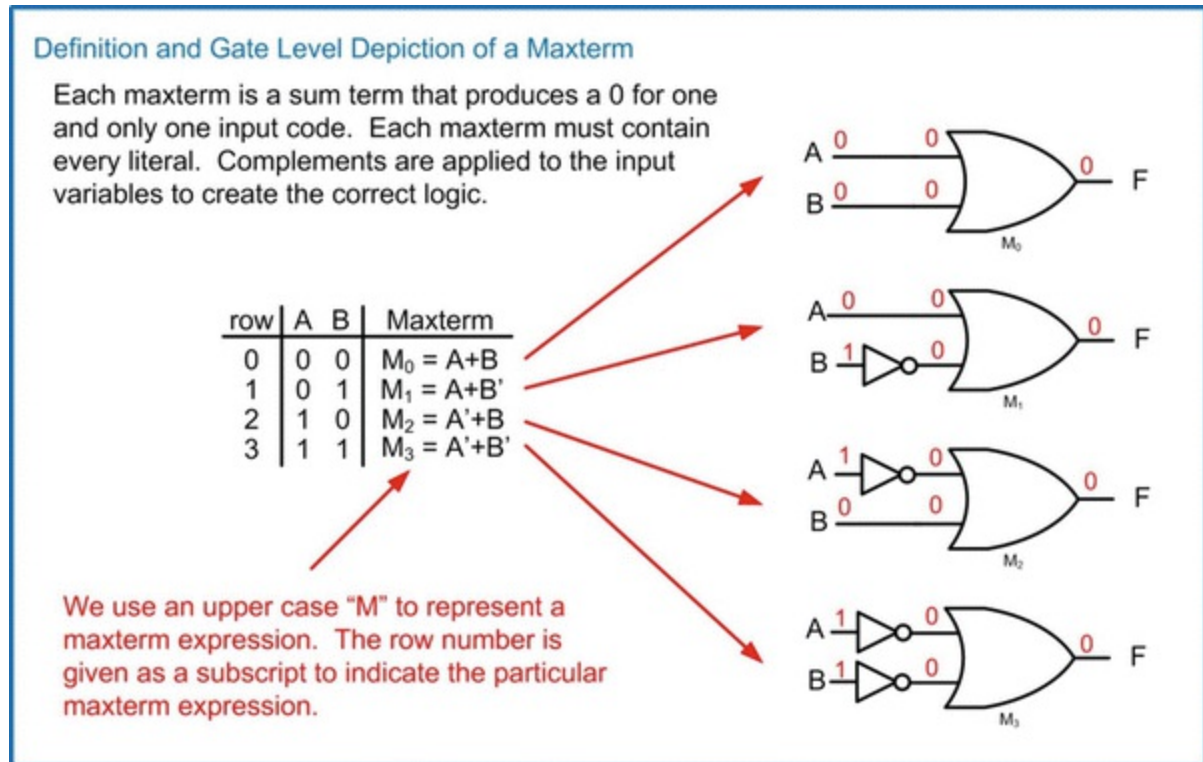 Definition and Gate Level Depiction of a Maxterm
Each maxterm is a sum term that produces a 0 for one
and only one input code. Each maxterm must contain
every literal. Complements are applied to the input
variables to create the correct logic.
row A B Maxterm
0 0 0 M₀ = A+B
1 0 1 M₁ = A+B'
2 1 0 M₂ = A'+B
3 1 1 M₃ = A'+B'
We use an upper case “M” to represent a
maxterm expression. The row number is
given as a subscript to indicate the particular
maxterm expression.
A 0 0 0 F
B 0 0
M₀
A 0 0 0 F
B 1 0
M₁
A 1 0 0 F
B 0 0
M₂
A 1 0 0 F
B 1 0
M₃